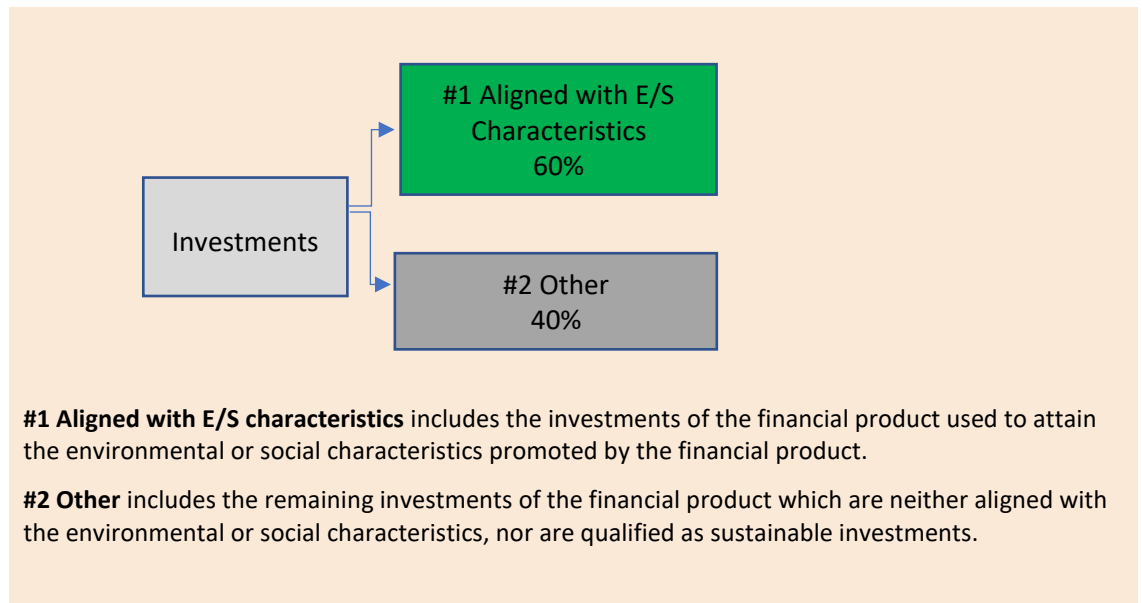 #1 Aligned with E/S
Characteristics
60%
Investments
#2 Other
40%
#1 Aligned with E/S characteristics includes the investments of the financial product used to attain
the environmental or social characteristics promoted by the financial product.
#2 Other includes the remaining investments of the financial product which are neither aligned with
the environmental or social characteristics, nor are qualified as sustainable investments.